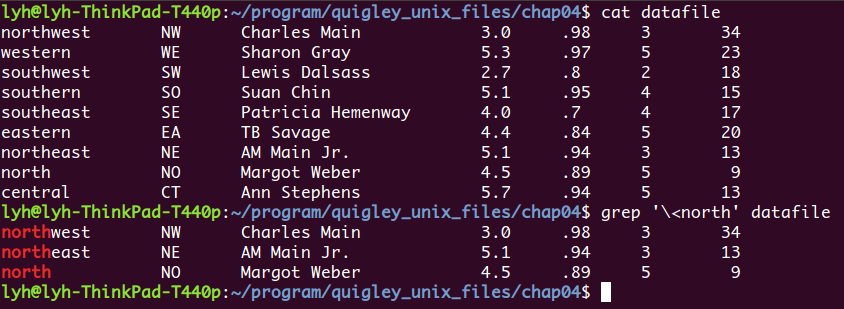 lyh@lyh-ThinkPad-T440p:~/program/quigley_unix_files/chap04$ cat datafile
northwest       NW      Charles Main    3.0     .98     3       34
western         WE      Sharon Gray     5.3     .97     5       23
southwest       SW      Lewis Dalsass   2.7     .8      2       18
southern        SO      Suan Chin       5.1     .95     4       15
southeast       SE      Patricia Hemenway       4.0     .7      4       17
eastern         EA      TB Savage       4.4     .84     5       20
northeast       NE      AM Main Jr.     5.1     .94     3       13
north           NO      Margot Weber    4.5     .89     5       9
central         CT      Ann Stephens    5.7     .94     5       13
lyh@lyh-ThinkPad-T440p:~/program/quigley_unix_files/chap04$ grep '\<north' datafile
northwest       NW      Charles Main    3.0     .98     3       34
northeast       NE      AM Main Jr.     5.1     .94     3       13
north           NO      Margot Weber    4.5     .89     5       9
lyh@lyh-ThinkPad-T440p:~/program/quigley_unix_files/chap04$